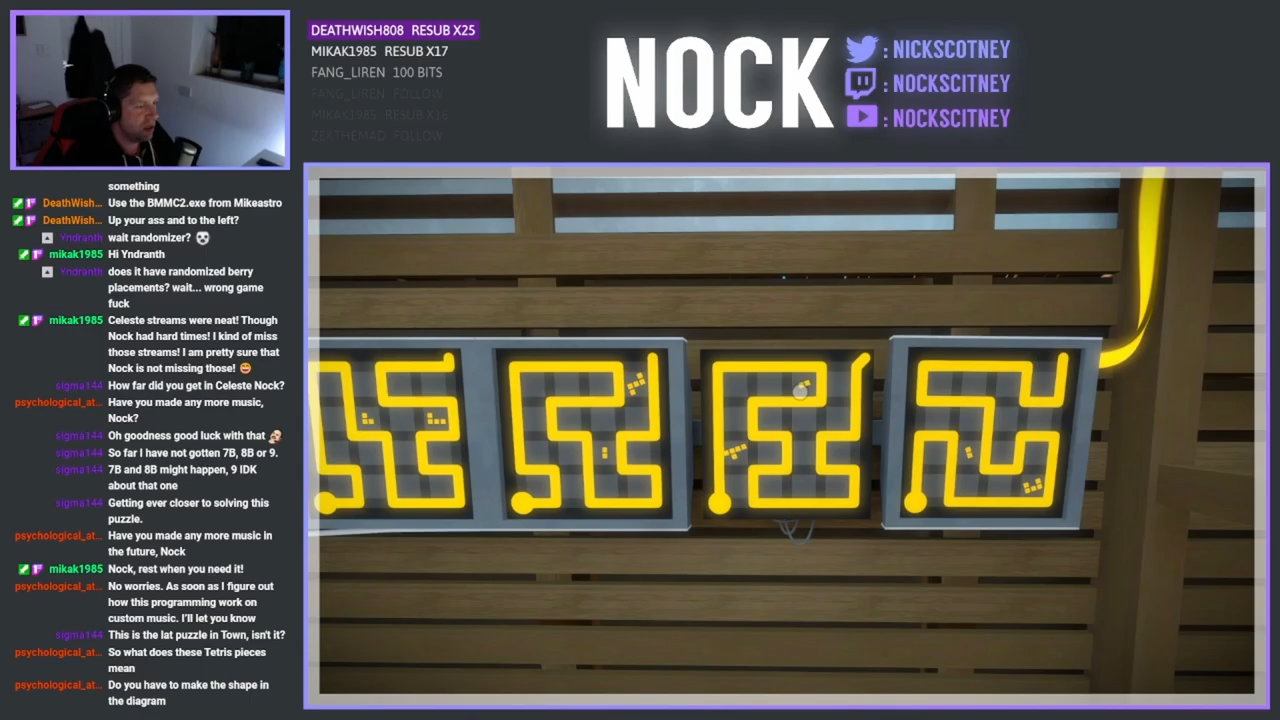 DEATHWISH808 RESUB X25
MIKAK1985 RESUB X17
FANG_LIREN 100 BITS
FANG_LIREN FOLLOW
MIKAK1985 RESUB X16
ZEKTHEMAD FOLLOW
NOCK
: NICKSCOTNEY
: NOCKSCITNEY
: NOCKSCITNEY
something
DeathWish... Use the BMMC2.exe from Mikeastro
DeathWish... Up your ass and to the left?
Yndranth wait randomizer?
mikak1985 Hi Yndranth
Yndranth does it have randomized berry
placements? wait... wrong game
fuck
mikak1985 Celeste streams were neat! Though
Nock had hard times! I kind of miss
those streams! I am pretty sure that
Nock is not missing those!
sigma144 How far did you get in Celeste Nock?
psychological_at... Have you made any more music,
Nock?
sigma144 Oh goodness good luck with that
sigma144 So far I have not gotten 7B, 8B or 9.
sigma144 7B and 8B might happen, 9 IDK
about that one
sigma144 Getting ever closer to solving this
puzzle.
psychological_at... Have you made any more music in
the future, Nock
mikak1985 Nock, rest when you need it!
psychological_at... No worries. As soon as I figure out
how this programming work on
custom music. I'll let you know
sigma144 This is the lat puzzle in Town, isn't it?
psychological_at... So what does these Tetris pieces
mean
psychological_at... Do you have to make the shape in
the diagram